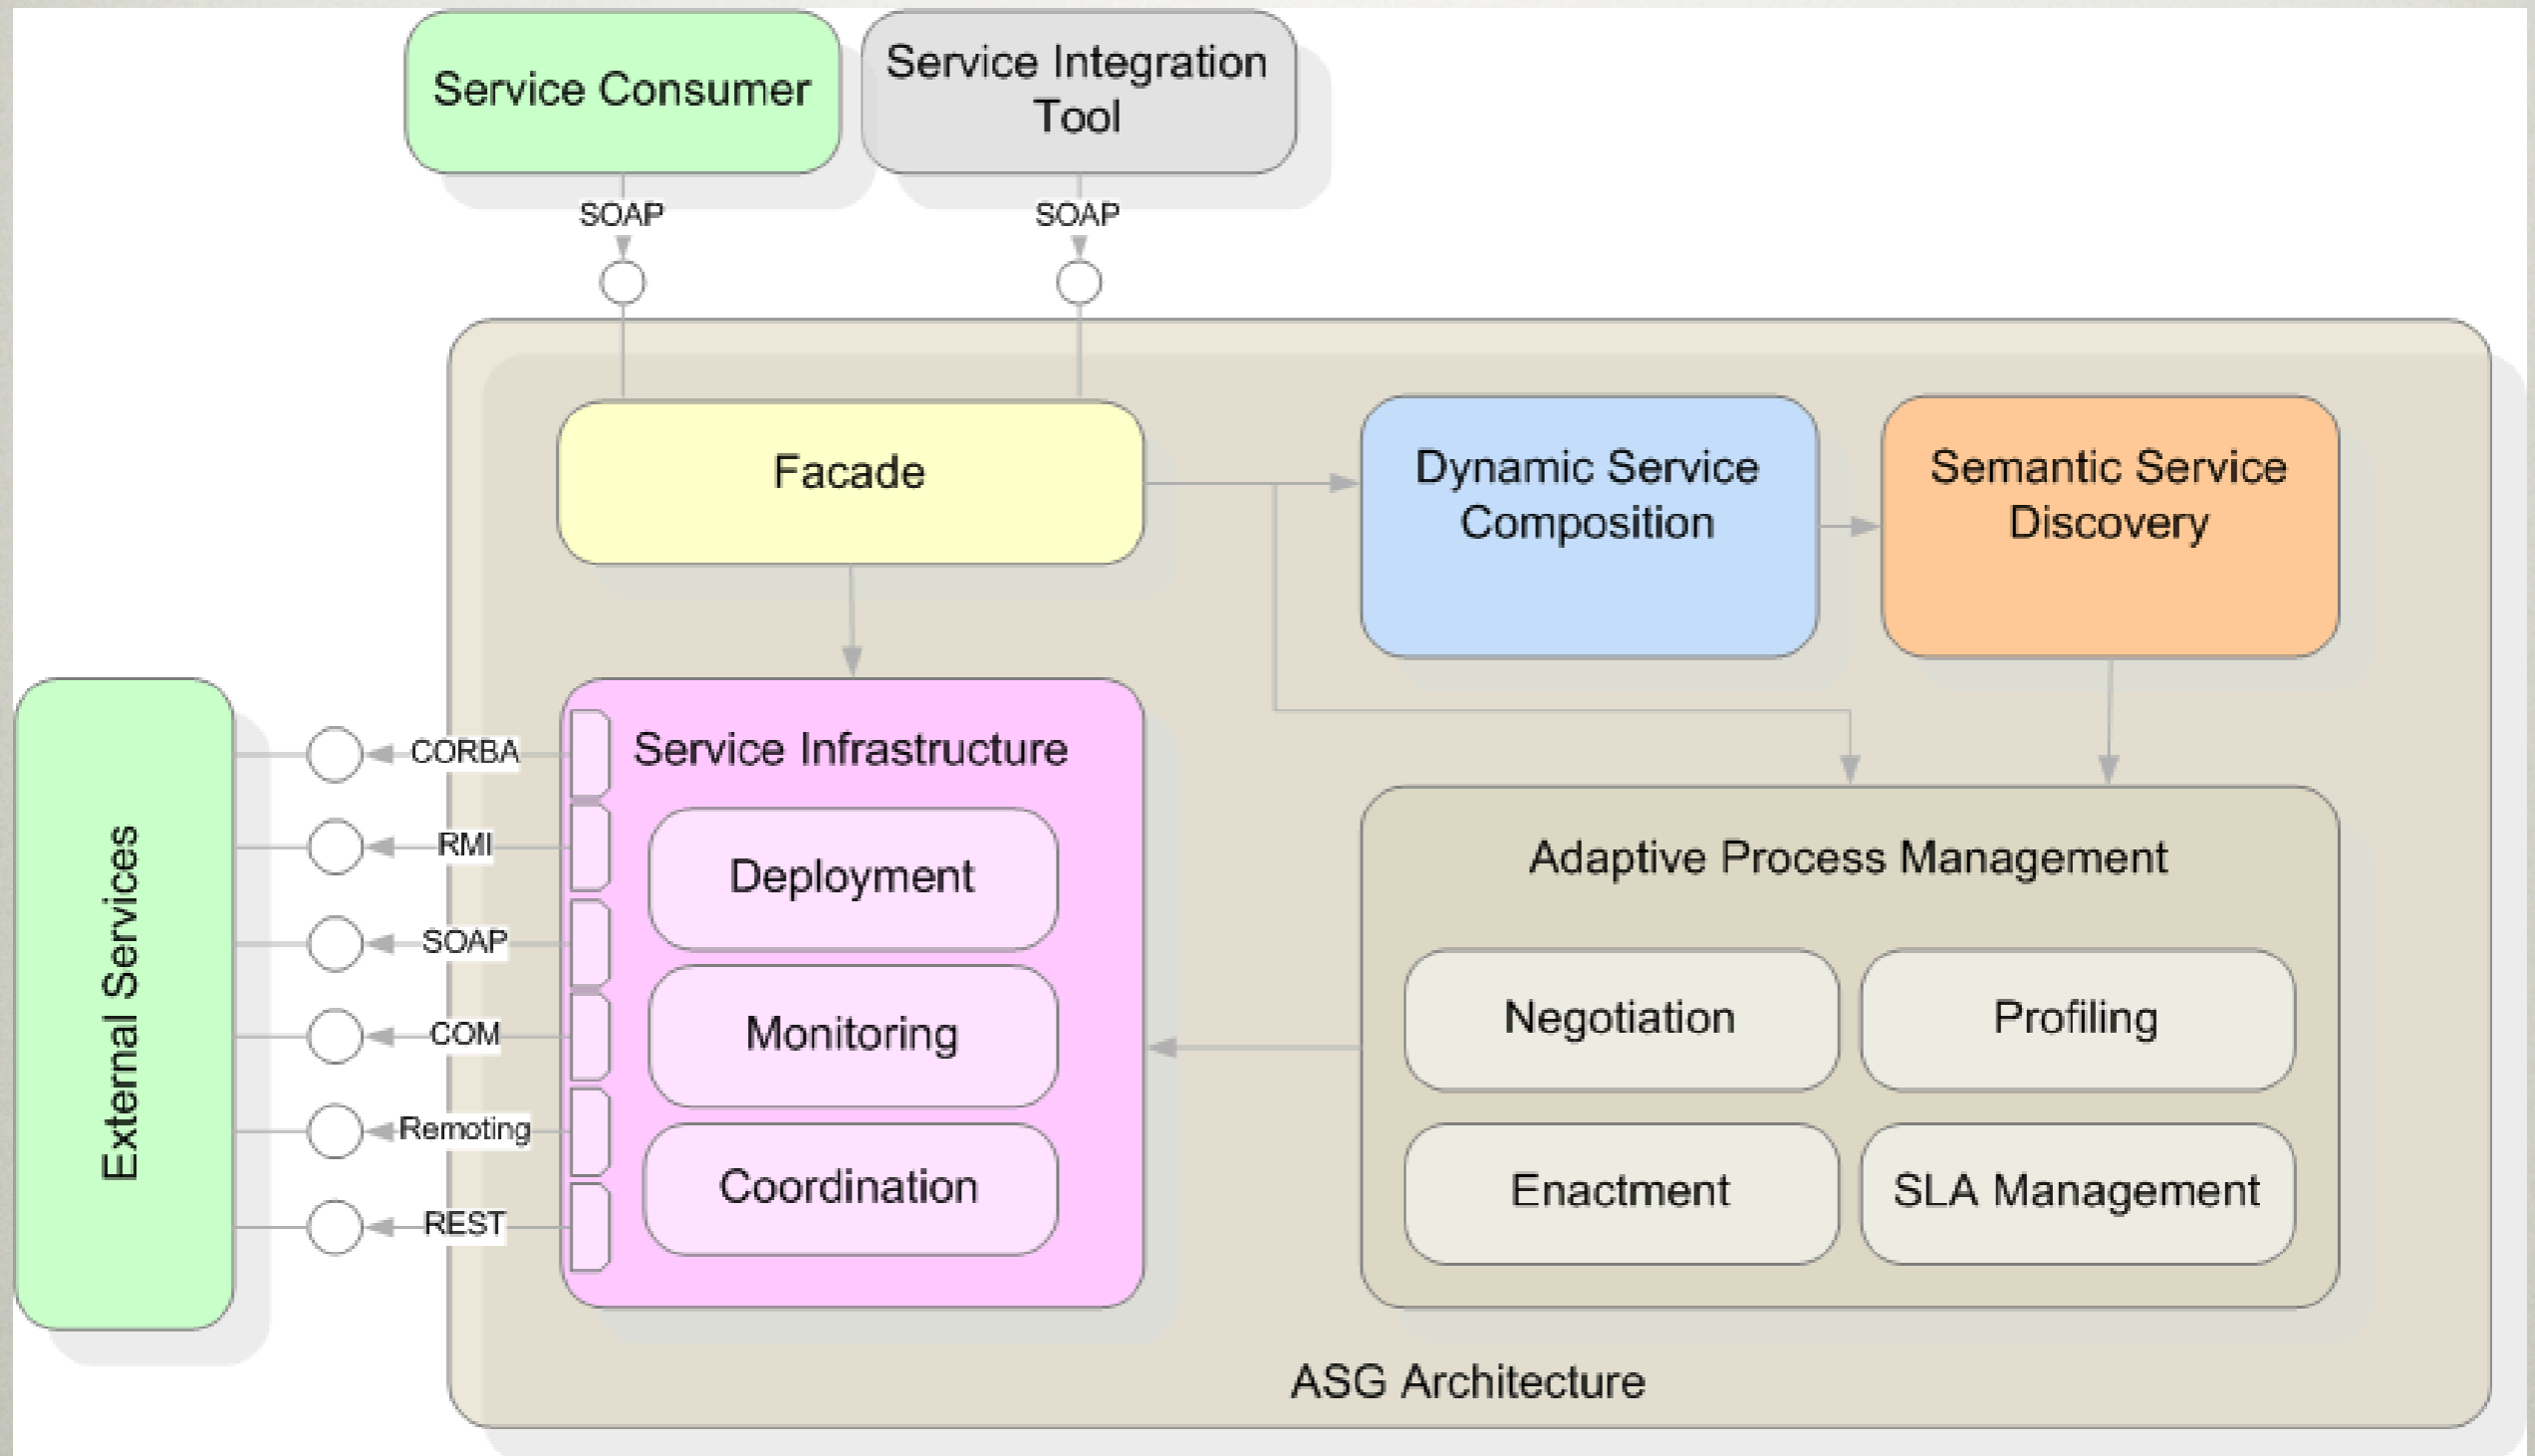 Service Consumer
Service Integration
Tool
SOAP
SOAP
Facade
Dynamic Service
Composition
Semantic Service
Discovery
External Services
CORBA
RMI
SOAP
COM
Remoting
REST
Service Infrastructure
Deployment
Monitoring
Coordination
Adaptive Process Management
Negotiation
Profiling
Enactment
SLA Management
ASG Architecture